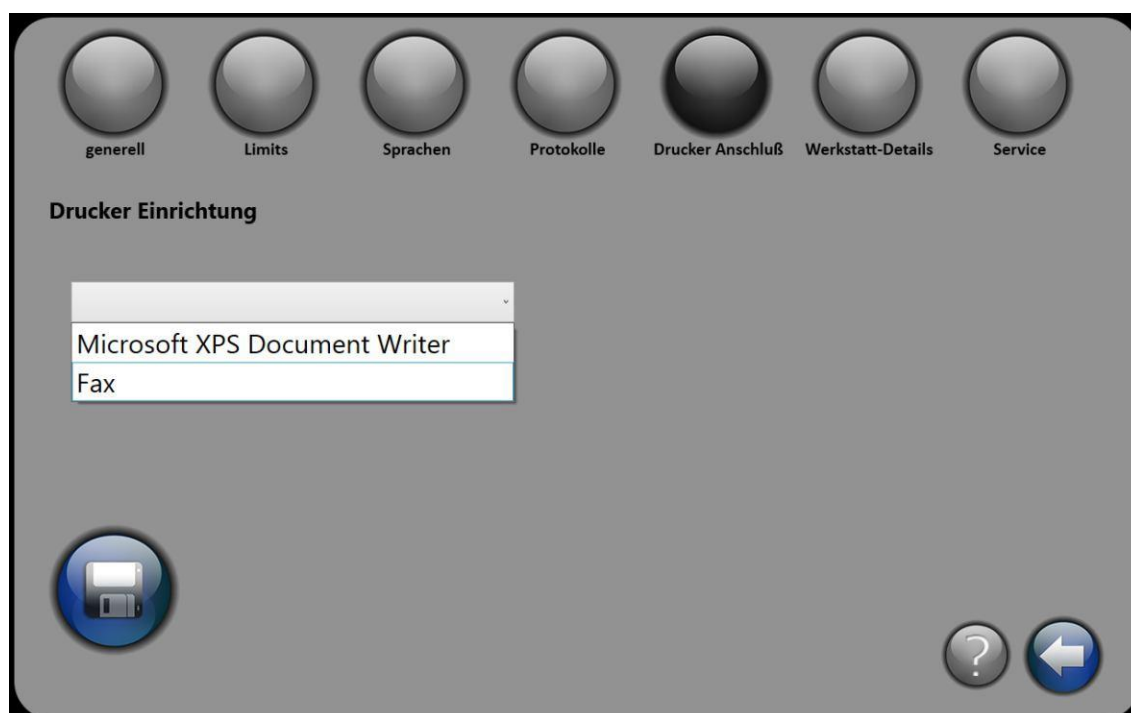 generell Limits Sprachen Protokolle Drucker Anschluß Werkstatt-Details Service
Drucker Einrichtung
Microsoft XPS Document Writer
Fax
?